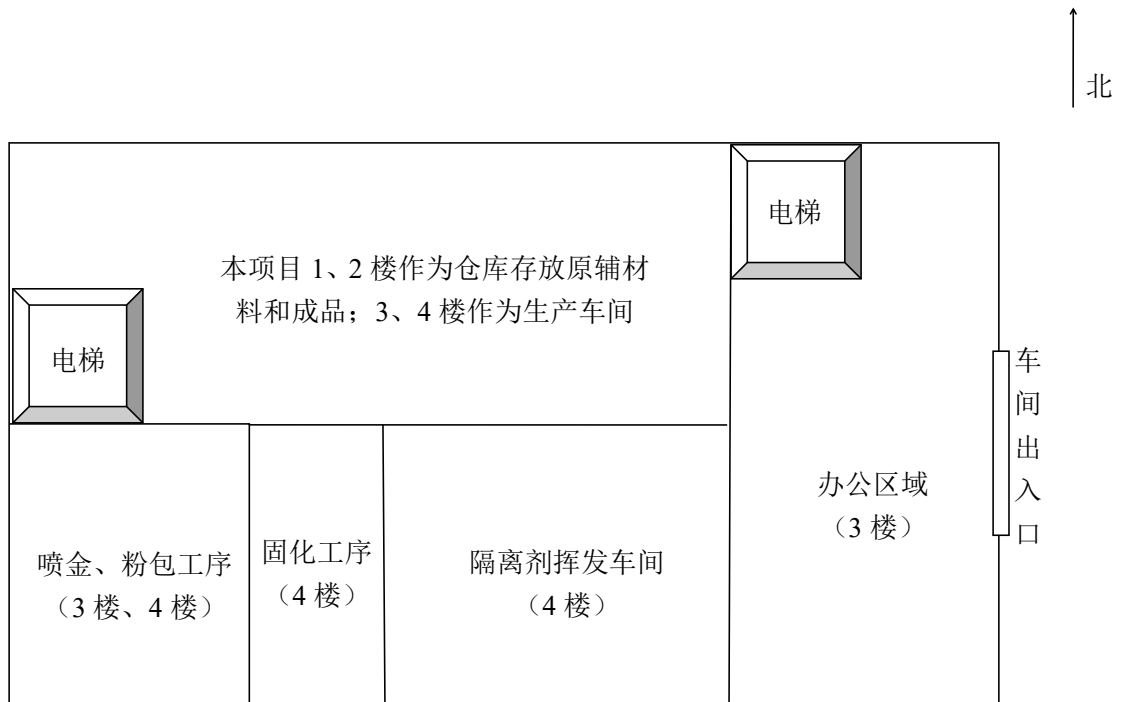 北
电梯
本项目 1、2 楼作为仓库存放原辅材
料和成品；3、4 楼作为生产车间
电梯
车间出入口
办公区域
（3 楼）
喷金、粉包工序
（3 楼、4 楼）
固化工序
（4 楼）
隔离剂挥发车间
（4 楼）